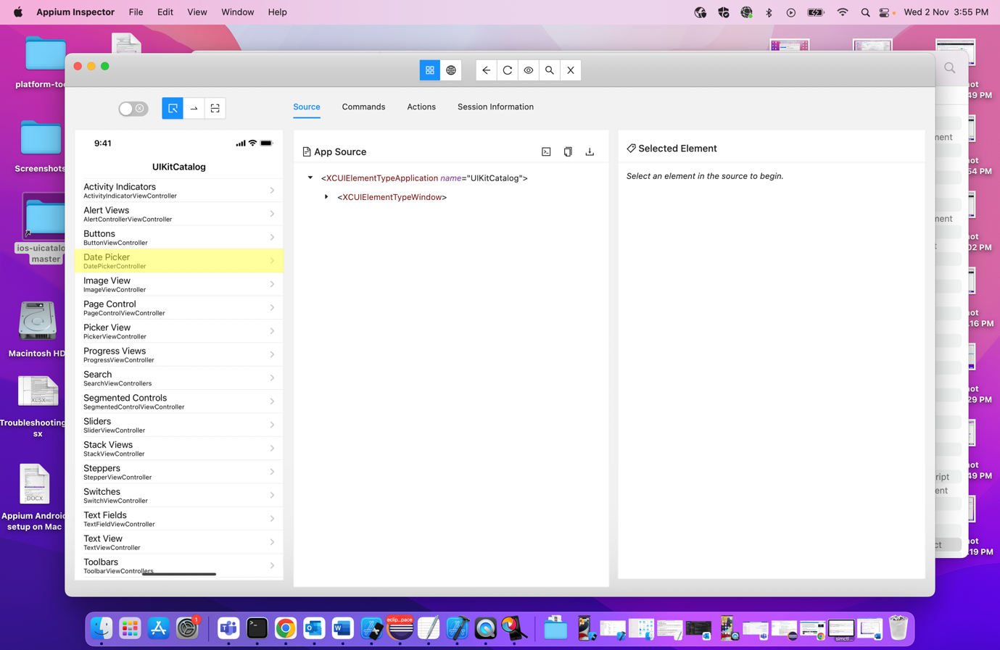 Appium Inspector File Edit View Window Help
Wed 2 Nov 3:55 PM
platform-too
Screenshots
ios-uicatalo
master
Macintosh HD
XLSX
Troubleshooting
sx
DOCX
Appium Android
setup on Mac
Source Commands Actions Session Information
9:41
UIKitCatalog
Activity Indicators
ActivityIndicatorViewController
Alert Views
AlertControllerViewController
Buttons
ButtonViewController
Date Picker
DatePickerController
Image View
ImageViewController
Page Control
PageControlViewController
Picker View
PickerViewController
Progress Views
ProgressViewController
Search
SearchViewControllers
Segmented Controls
SegmentedControlViewController
Sliders
SliderViewController
Stack Views
StackViewController
Steppers
StepperViewController
Switches
SwitchViewController
Text Fields
TextFieldViewController
Text View
TextViewController
Toolbars
ToolbarViewControllers
App Source
<XCUIElementTypeApplication name="UIKitCatalog">
<XCUIElementTypeWindow>
Selected Element
Select an element in the source to begin.
ot
:49 PM
ment
ot
:54 PM
ment
ot
:02 PM
t
ot
.16 PM
ot
:29 PM
ot
:49 PM
ript
ent
ot
:19 PM
ct
1
eclip...pace
simctl...